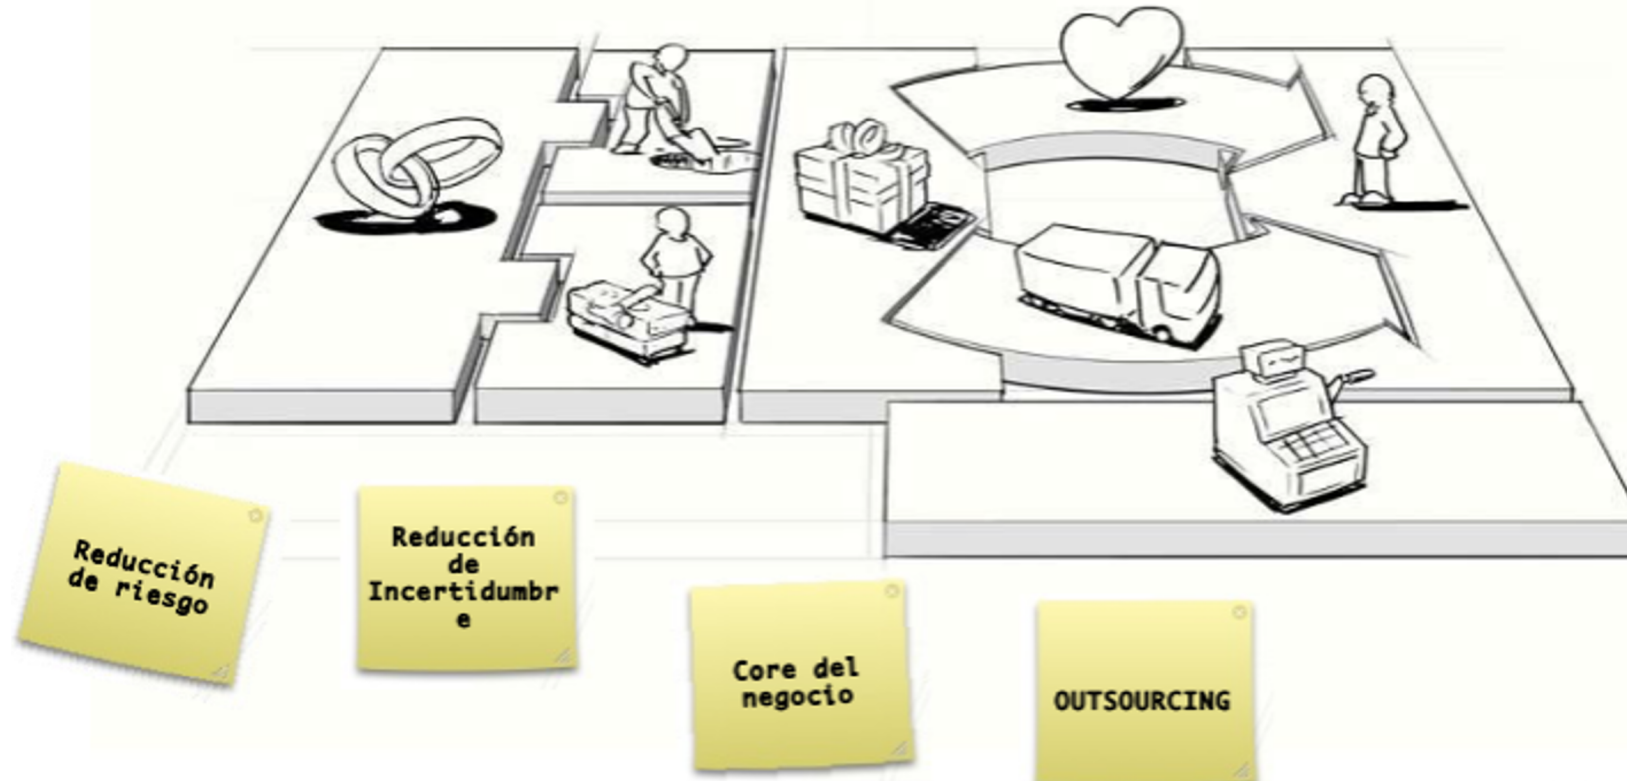 Reducción
de riesgo
Reducción
de
Incertidumbr
e
Core del
negocio
OUTSOURCING